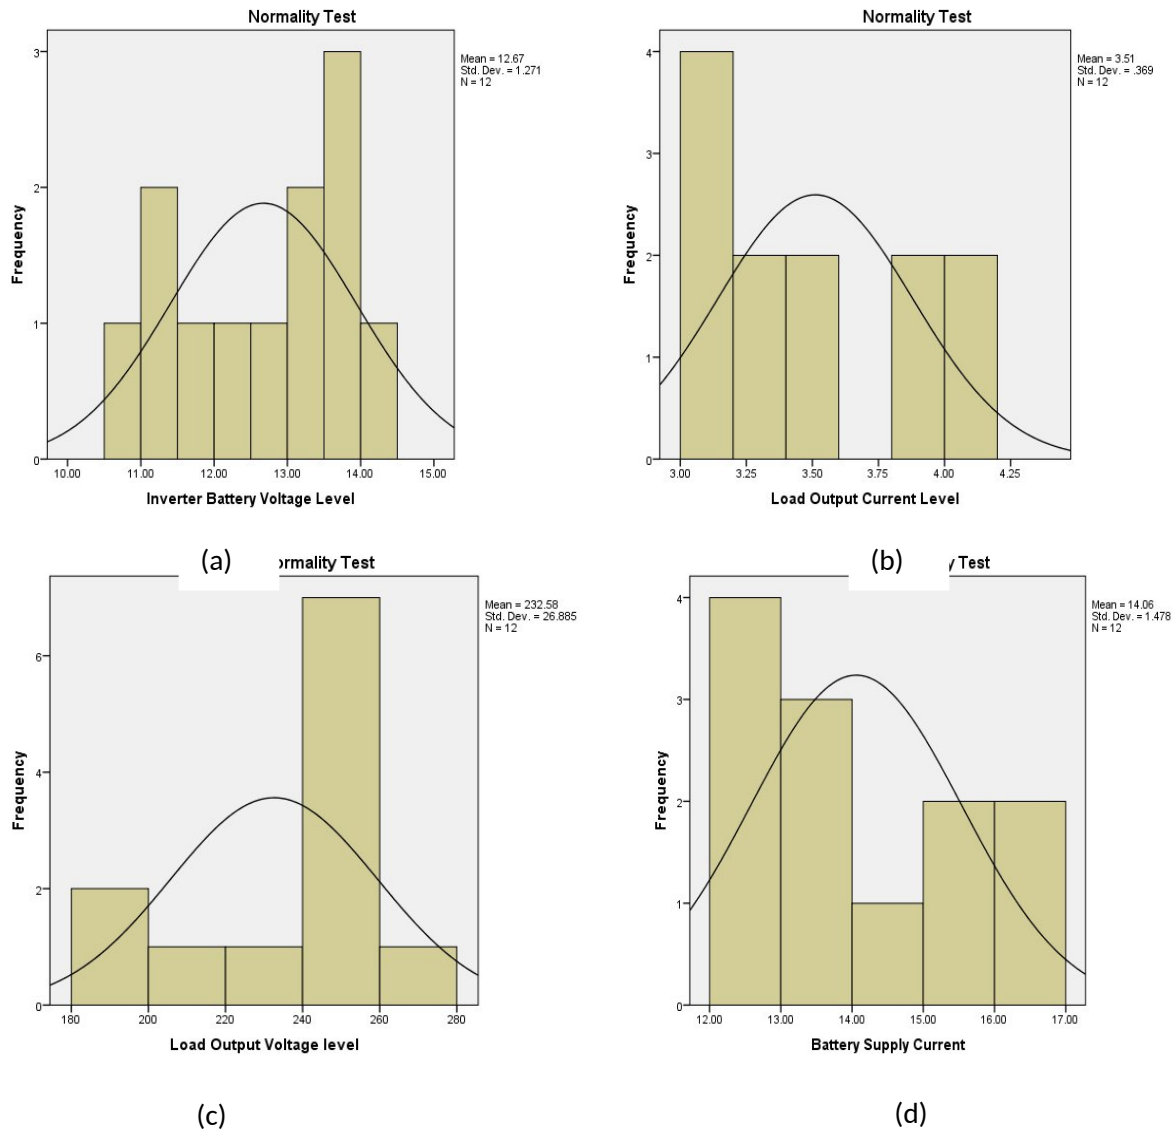 Normality Test
Mean = 12.67
Std. Dev. = 1.271
N = 12
3
2
1
0
Frequency
10.00 11.00 12.00 13.00 14.00 15.00
Inverter Battery Voltage Level
(a)
Normality Test
Mean = 3.51
Std. Dev. = .369
N = 12
4
3
2
1
0
Frequency
3.00 3.25 3.50 3.75 4.00 4.25
Load Output Current Level
(b)
ormality Test
Mean = 232.58
Std. Dev. = 26.885
N = 12
6
4
2
0
Frequency
180 200 220 240 260 280
Load Output Voltage level
(c)
Test
Mean = 14.06
Std. Dev. = 1.478
N = 12
4
3
2
1
0
Frequency
12.00 13.00 14.00 15.00 16.00 17.00
Battery Supply Current
(d)